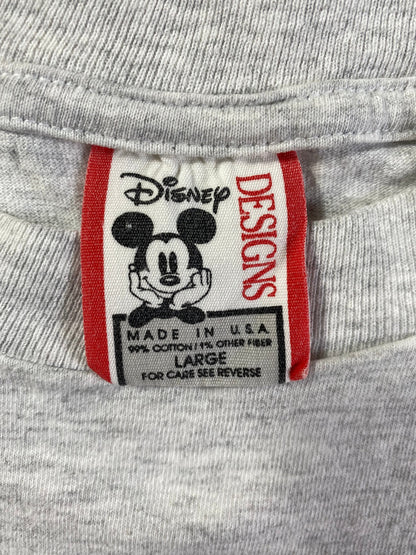 Disney
DESIGNS
MADE IN U.S.A.
99% COTTON/1% OTHER FIBER
LARGE
FOR CARE SEE REVERSE